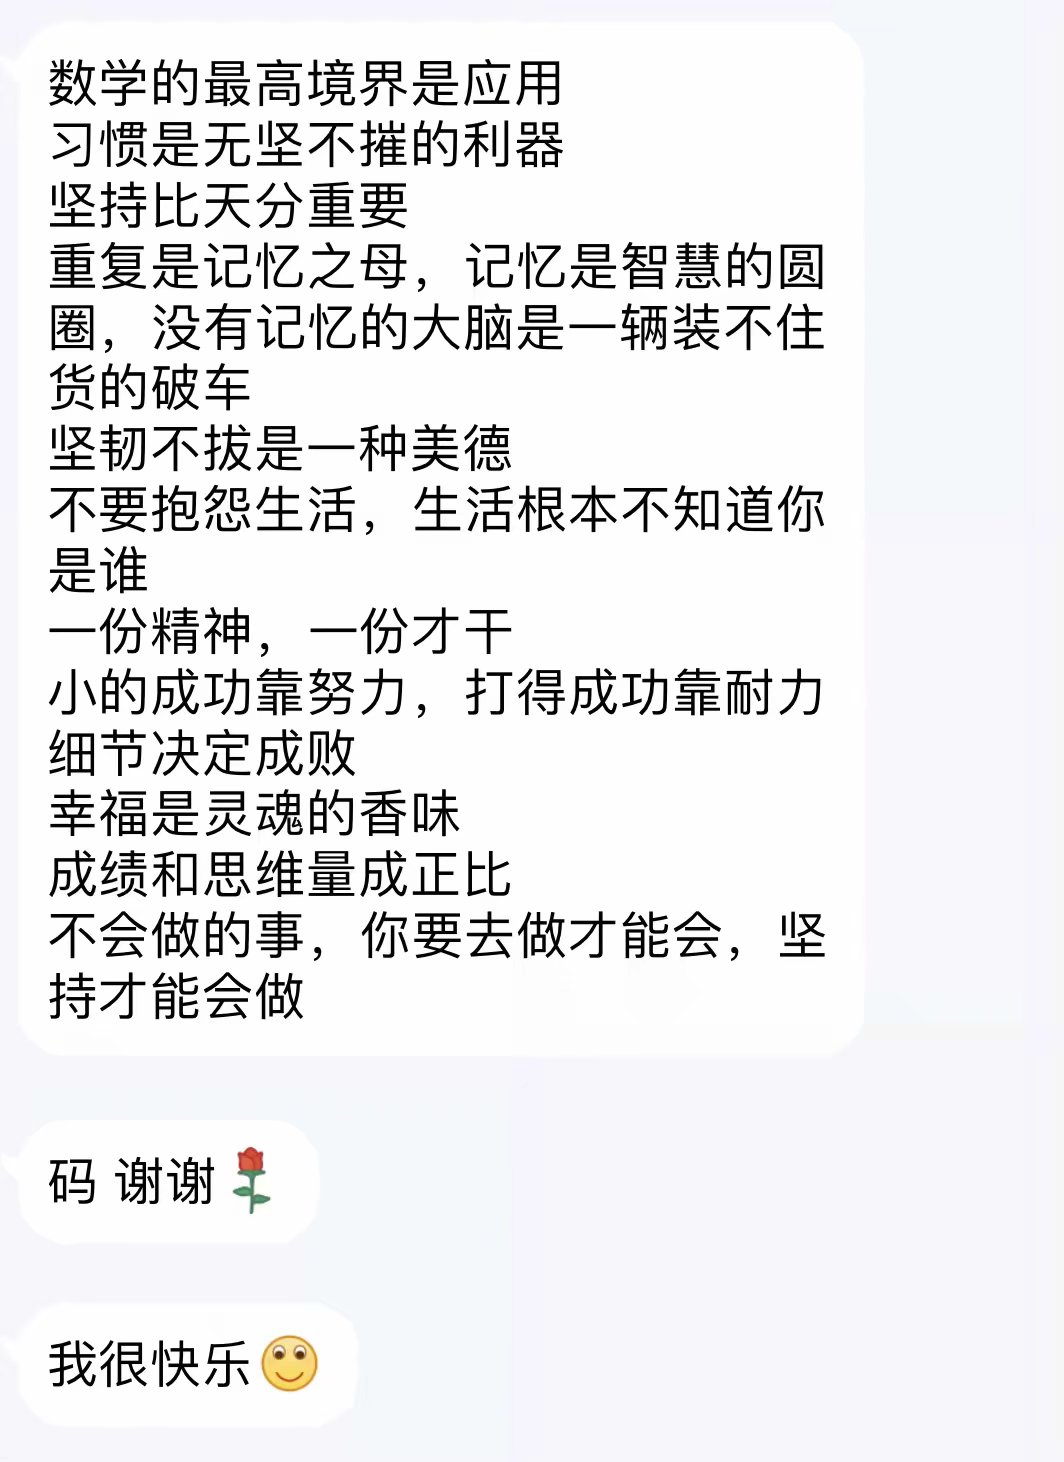 数学的最高境界是应用
习惯是无坚不摧的利器
坚持比天分重要
重复是记忆之母，记忆是智慧的圆
圈，没有记忆的大脑是一辆装不住
货的破车
坚韧不拔是一种美德
不要抱怨生活，生活根本不知道你
是谁
一份精神，一份才干
小的成功靠努力，打得成功靠耐力
细节决定成败
幸福是灵魂的香味
成绩和思维量成正比
不会做的事，你要去做才能会，坚
持才能会做
码 谢谢🌹
我很快乐🙂